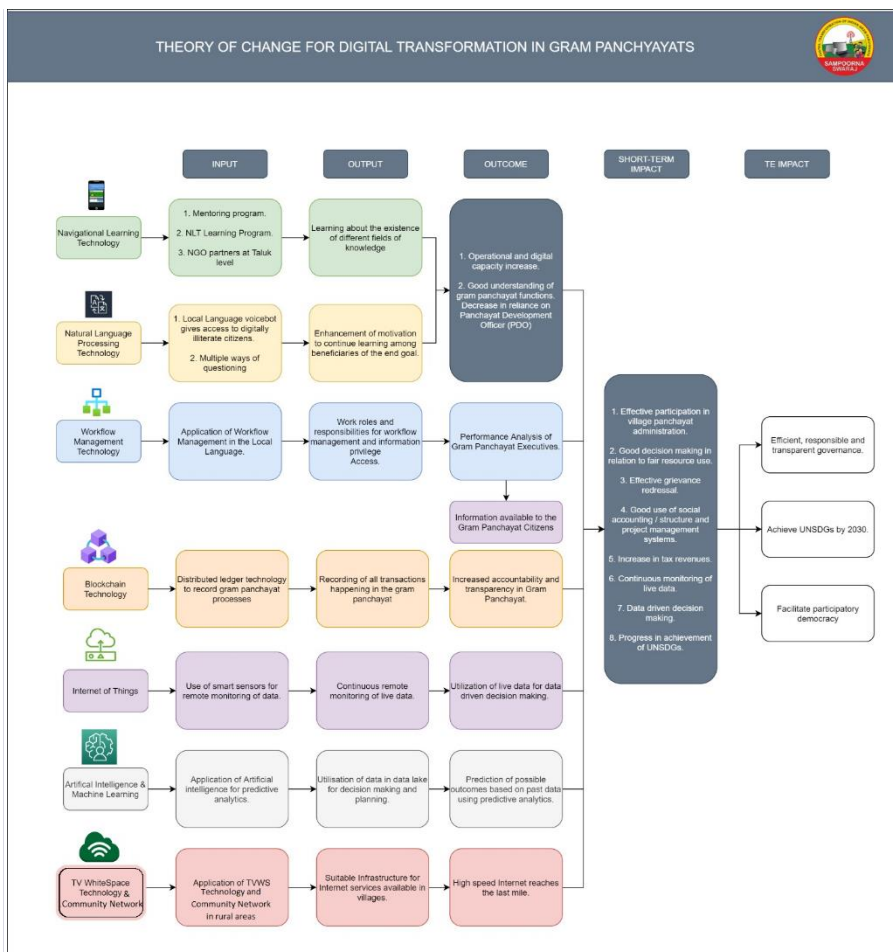 THEORY OF CHANGE FOR DIGITAL TRANSFORMATION IN GRAM PANCHYAYATS
SAMPOORNA
SWARAJ
INPUT
OUTPUT
OUTCOME
SHORT-TERM
IMPACT
TE IMPACT
Navigational Learning
Technology
1. Mentoring program.
2. NLT Learning Program.
3. NGO partners at Taluk
level
Learning about the existence
of different fields of
knowledge
1. Operational and digital
capacity increase.
2. Good understanding of
gram panchayat functions.
Decrease in reliance on
Panchayat Development
Officer (PDO)
Natural Language
Processing
Technology
1. Local Language voicebot
gives access to digitally
illiterate citizens.
2. Multiple ways of
questioning
Enhancement of motivation
to continue learning among
beneficiaries of the end goal.
Workflow
Management
Technology
Application of Workflow
Management in the Local
Language.
Work roles and
responsibilities for workflow
management and information
privilege
Access.
Performance Analysis of
Gram Panchayat Executives.
Information available to the
Gram Panchayat Citizens
Blockchain
Technology
Distributed ledger technology
to record gram panchayat
processes
Recording of all transactions
happening in the gram
panchayat
Increased accountability and
transparency in Gram
Panchayat.
Internet of Things
Use of smart sensors for
remote monitoring of data.
Continuous remote
monitoring of live data.
Utilization of live data for data
driven decision making.
Artifical Intelligence &
Machine Learning
Application of Artificial
intelligence for predictive
analytics.
Utilisation of data in data lake
for decision making and
planning.
Prediction of possible
outcomes based on past data
using predictive analytics.
TV WhiteSpace
Technology &
Community Network
Application of TVWS
Technology and
Community Network
in rural areas
Suitable Infrastructure for
Internet services available in
villages.
High speed Internet reaches
the last mile.
1. Effective participation in
village panchayat
administration.
2. Good decision making in
relation to fair resource use.
3. Effective grievance
redressal.
4. Good use of social
accounting / structure and
project management
systems.
5. Increase in tax revenues.
6. Continuous monitoring of
live data.
7. Data driven decision
making.
8. Progress in achievement
of UNSDGs.
Efficient, responsible and
transparent governance.
Achieve UNSDGs by 2030.
Facilitate participatory
democracy